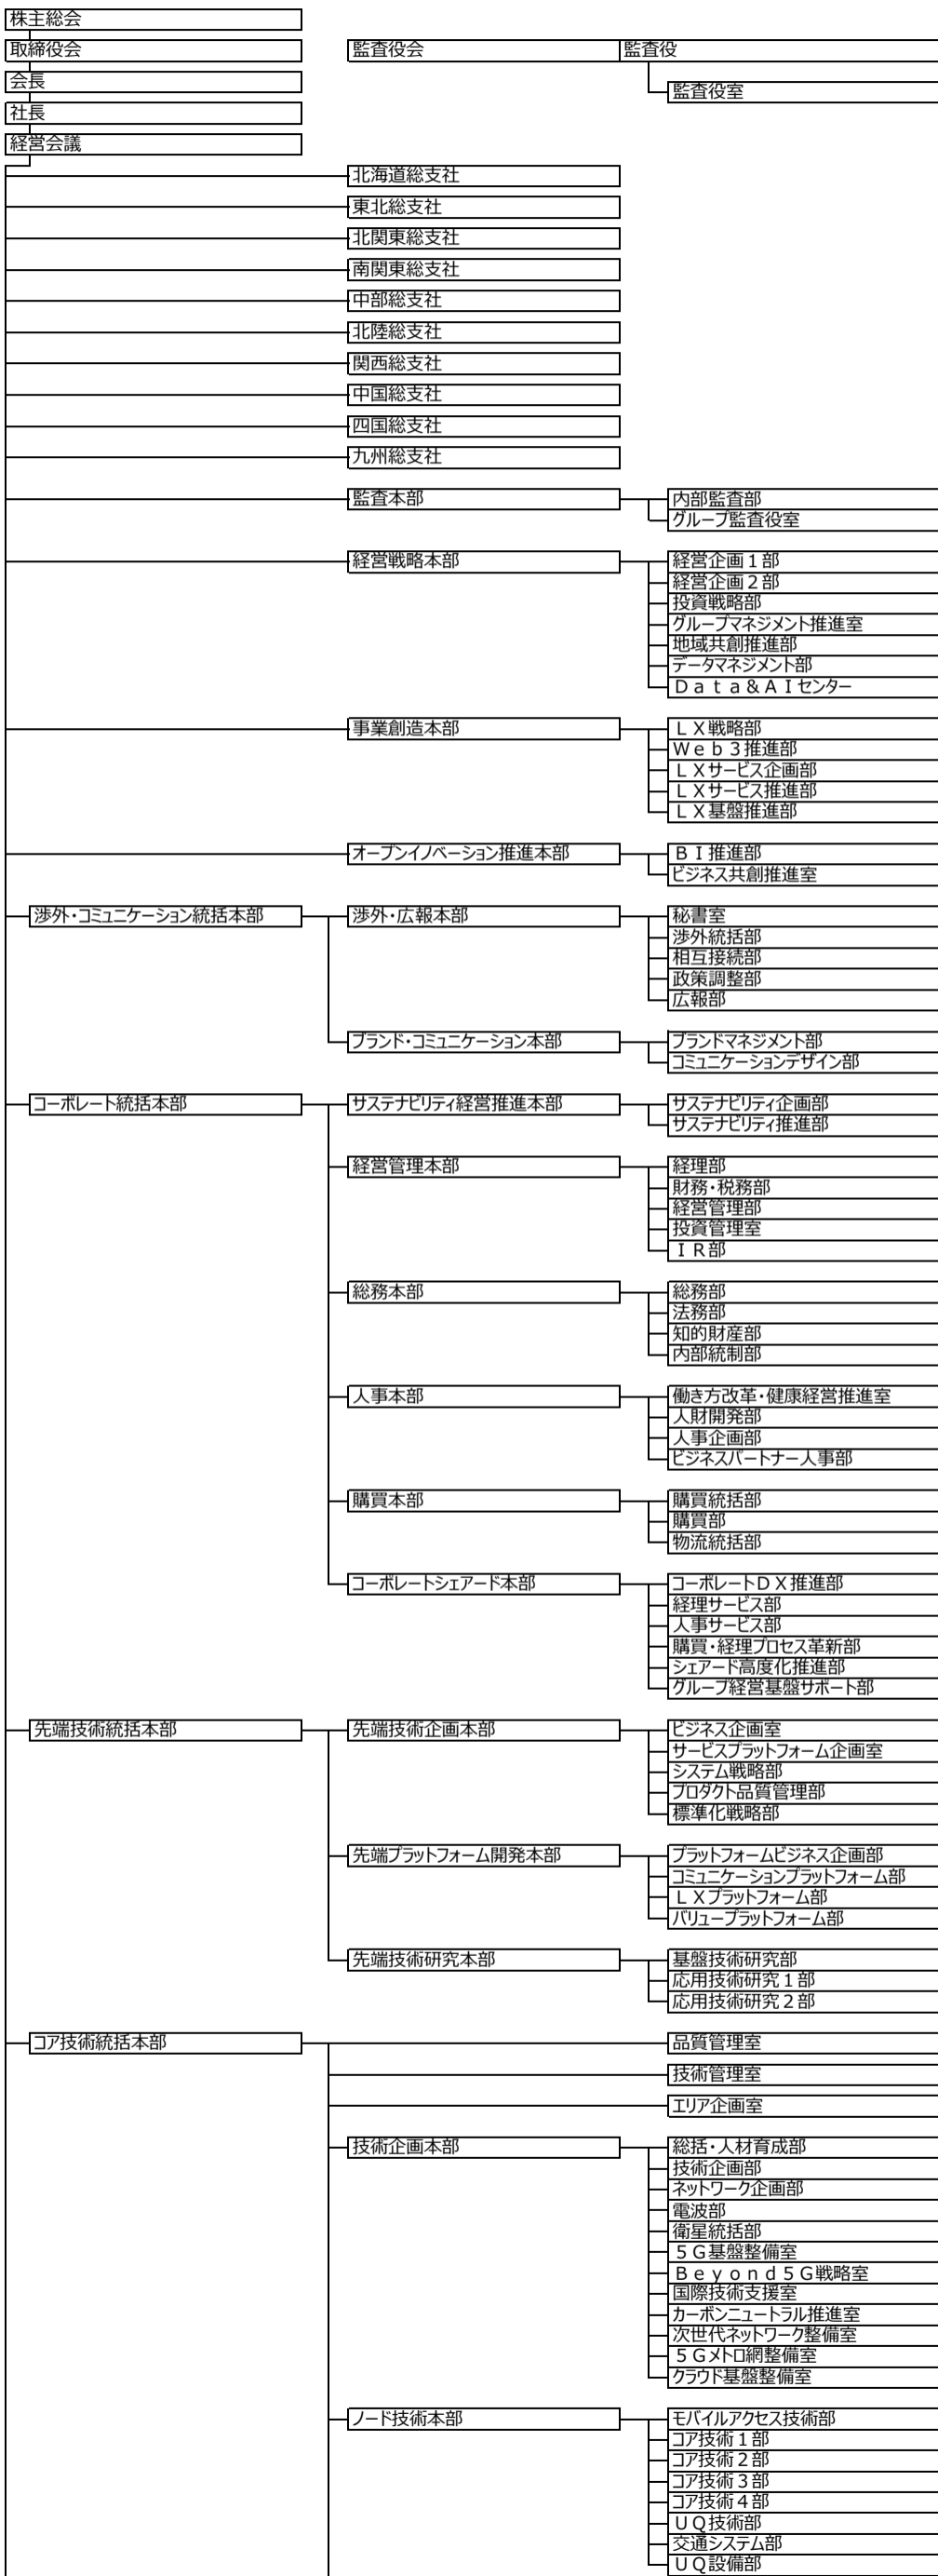 株主総会
取締役会
監査役会
監査役
会長
監査役室
社長
経営会議
北海道総支社
東北総支社
北関東総支社
南関東総支社
中部総支社
北陸総支社
関西総支社
中国総支社
四国総支社
九州総支社
監査本部
内部監査部
グループ監査役室
経営戦略本部
経営企画１部
経営企画２部
投資戦略部
グループマネジメント推進室
地域共創推進部
データマネジメント部
Ｄａｔａ＆ＡＩセンター
事業創造本部
ＬＸ戦略部
Ｗｅｂ３推進部
ＬＸサービス企画部
ＬＸサービス推進部
ＬＸ基盤推進部
オープンイノベーション推進本部
ＢＩ推進部
ビジネス共創推進室
渉外・コミュニケーション統括本部
渉外・広報本部
秘書室
渉外統括部
相互接続部
政策調整部
広報部
ブランド・コミュニケーション本部
ブランドマネジメント部
コミュニケーションデザイン部
コーポレート統括本部
サステナビリティ経営推進本部
サステナビリティ企画部
サステナビリティ推進部
経営管理本部
経理部
財務・税務部
経営管理部
投資管理室
ＩＲ部
総務本部
総務部
法務部
知的財産部
内部統制部
人事本部
働き方改革・健康経営推進室
人財開発部
人事企画部
ビジネスパートナー人事部
購買本部
購買統括部
購買部
物流統括部
コーポレートシェアード本部
コーポレートＤＸ推進部
経理サービス部
人事サービス部
購買・経理プロセス革新部
シェアード高度化推進部
グループ経営基盤サポート部
先端技術統括本部
先端技術企画本部
ビジネス企画室
サービスプラットフォーム企画室
システム戦略部
プロダクト品質管理部
標準化戦略部
先端プラットフォーム開発本部
プラットフォームビジネス企画部
コミュニケーションプラットフォーム部
ＬＸプラットフォーム部
バリュープラットフォーム部
先端技術研究本部
基盤技術研究部
応用技術研究１部
応用技術研究２部
コア技術統括本部
品質管理室
技術管理室
エリア企画室
技術企画本部
総括・人材育成部
技術企画部
ネットワーク企画部
電波部
衛星統括部
５Ｇ基盤整備室
Ｂｅｙｏｎｄ５Ｇ戦略室
国際技術支援室
カーボンニュートラル推進室
次世代ネットワーク整備室
５Ｇメトロ網整備室
クラウド基盤整備室
ノード技術本部
モバイルアクセス技術部
コア技術１部
コア技術２部
コア技術３部
コア技術４部
ＵＱ技術部
交通システム部
ＵＱ設備部